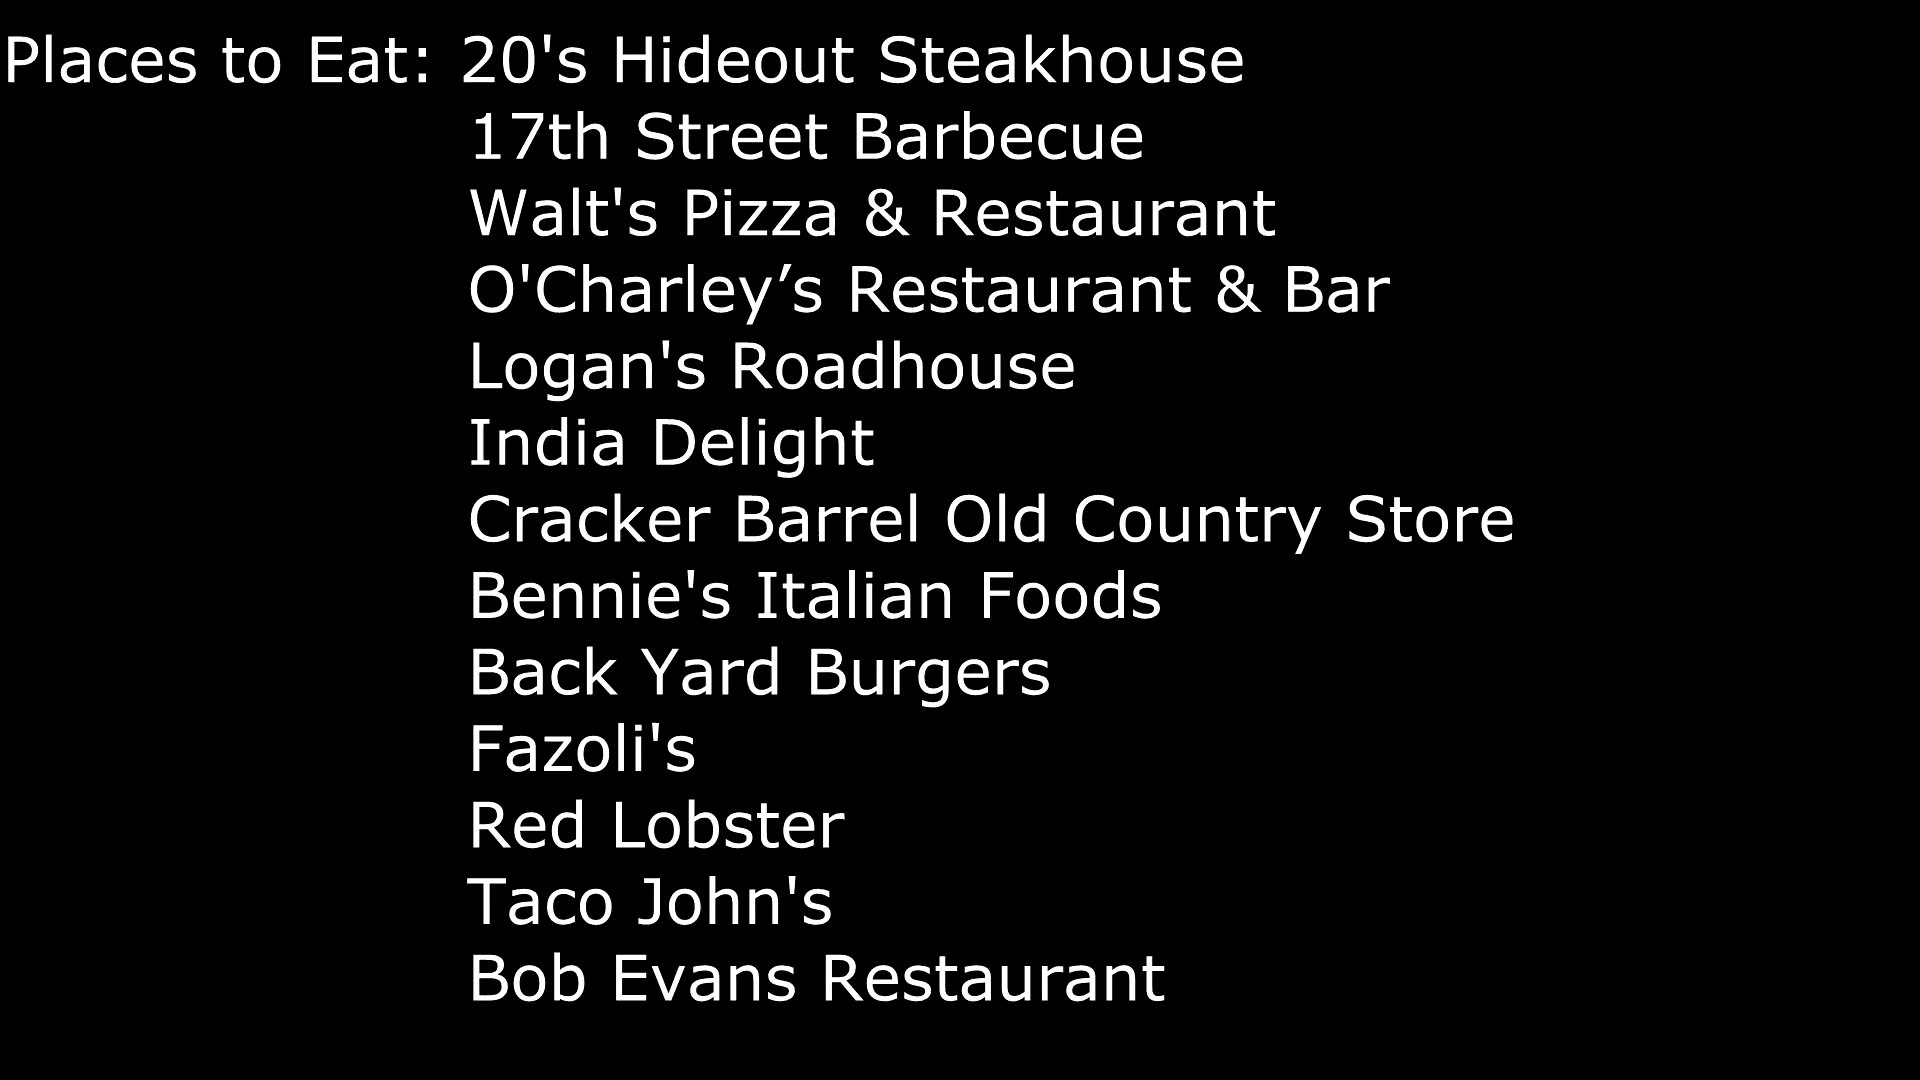 Places to Eat: 20's Hideout Steakhouse
17th Street Barbecue
Walt's Pizza & Restaurant
O'Charley’s Restaurant & Bar
Logan's Roadhouse
India Delight
Cracker Barrel Old Country Store
Bennie's Italian Foods
Back Yard Burgers
Fazoli's
Red Lobster
Taco John's
Bob Evans Restaurant